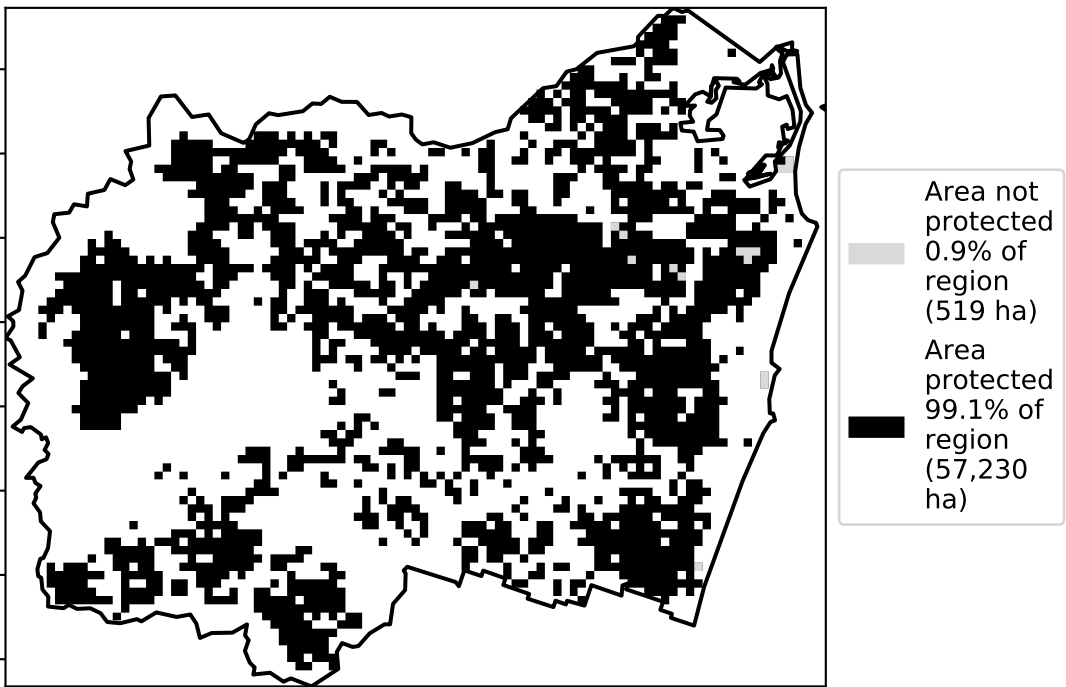 Area not
protected
0.9% of
region
(519 ha)
Area
protected
99.1% of
region
(57,230
ha)